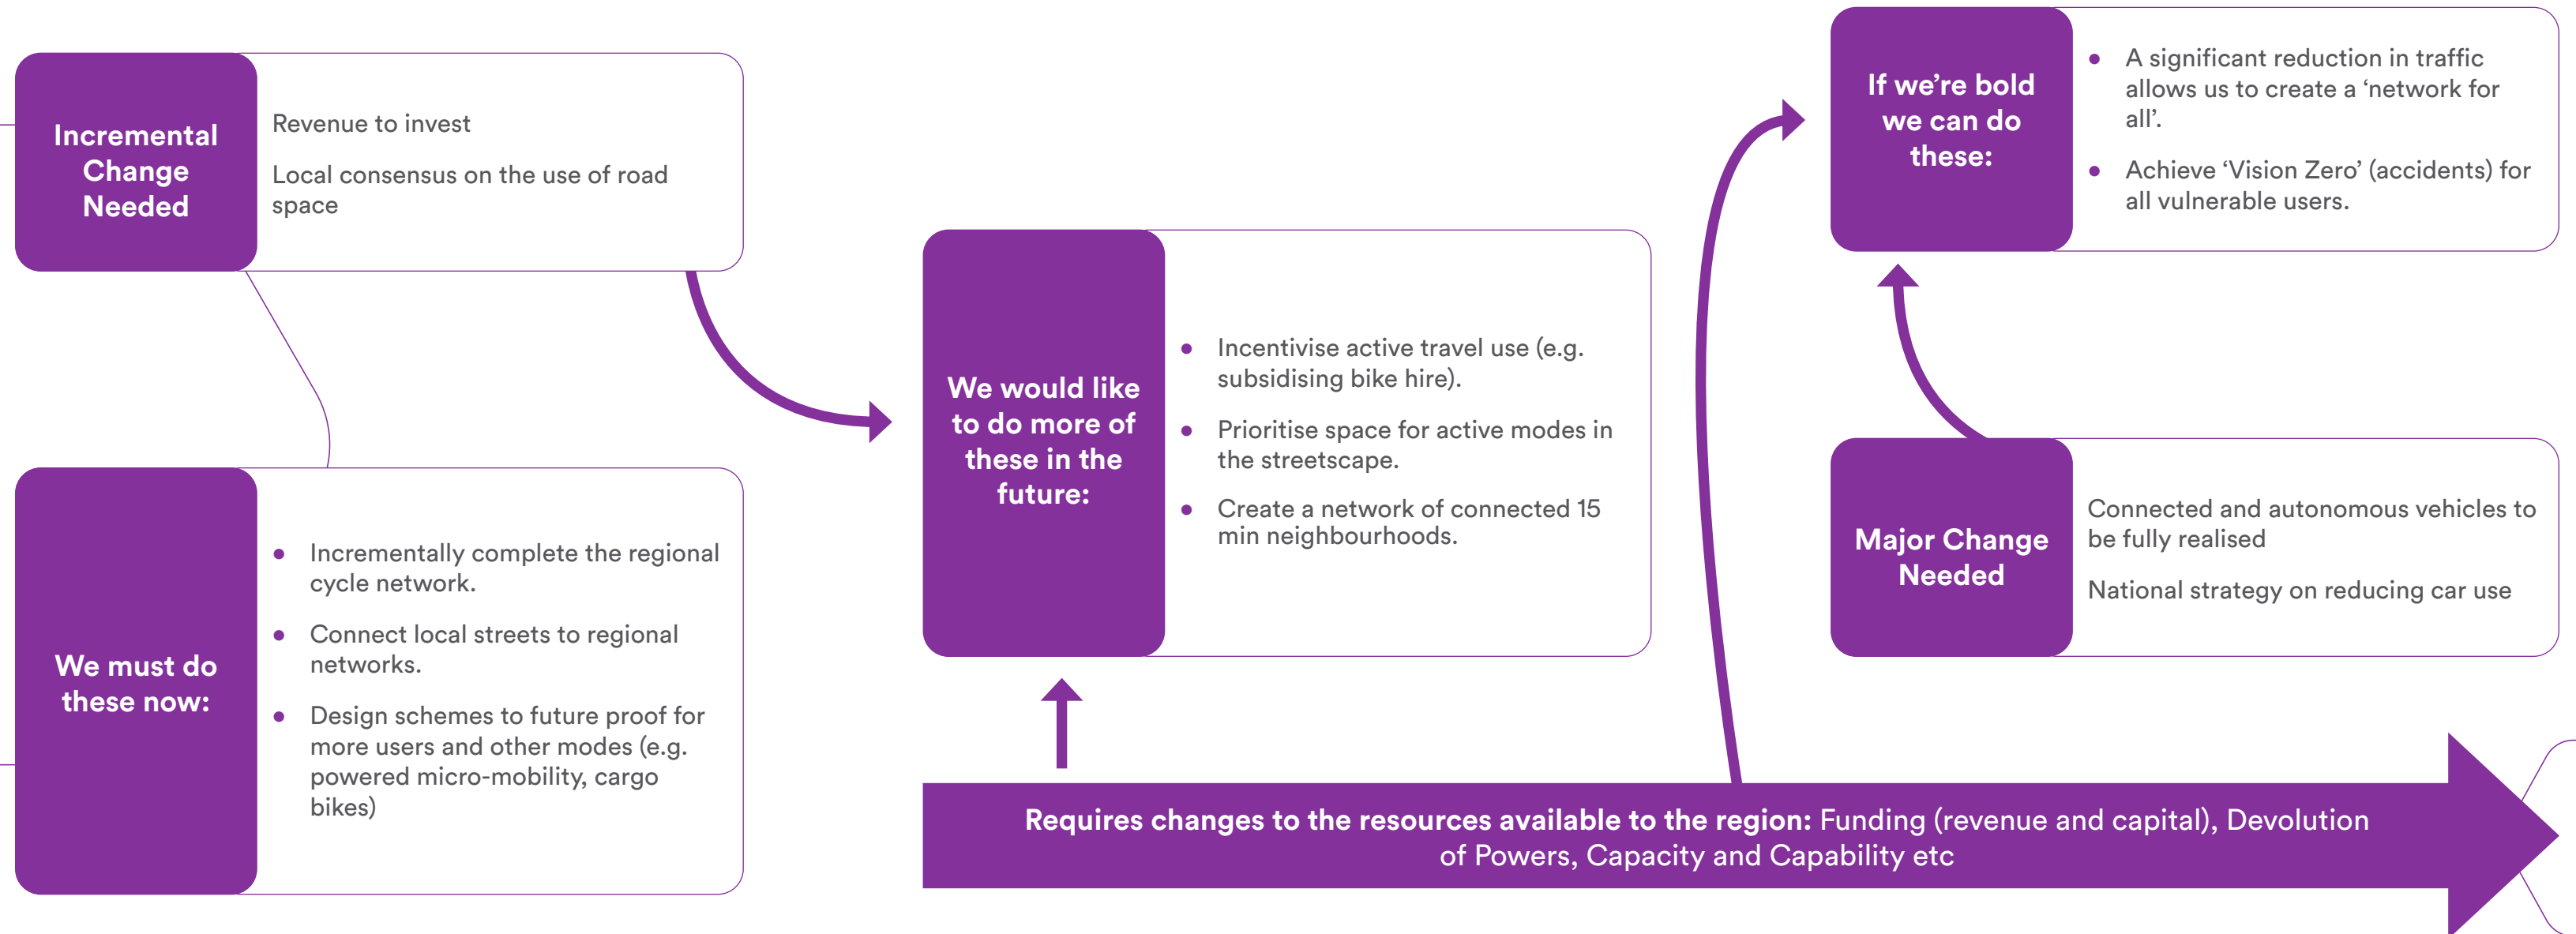 Incremental
Change
Needed
Revenue to invest
Local consensus on the use of road
space
We must do
these now:
• Incrementally complete the regional
cycle network.
• Connect local streets to regional
networks.
• Design schemes to future proof for
more users and other modes (e.g.
powered micro-mobility, cargo
bikes)
We would like
to do more of
these in the
future:
• Incentivise active travel use (e.g.
subsidising bike hire).
• Prioritise space for active modes in
the streetscape.
• Create a network of connected 15
min neighbourhoods.
If we’re bold
we can do
these:
• A significant reduction in traffic
allows us to create a ‘network for
all’.
• Achieve ‘Vision Zero’ (accidents) for
all vulnerable users.
Major Change
Needed
Connected and autonomous vehicles to
be fully realised
National strategy on reducing car use
Requires changes to the resources available to the region: Funding (revenue and capital), Devolution
of Powers, Capacity and Capability etc